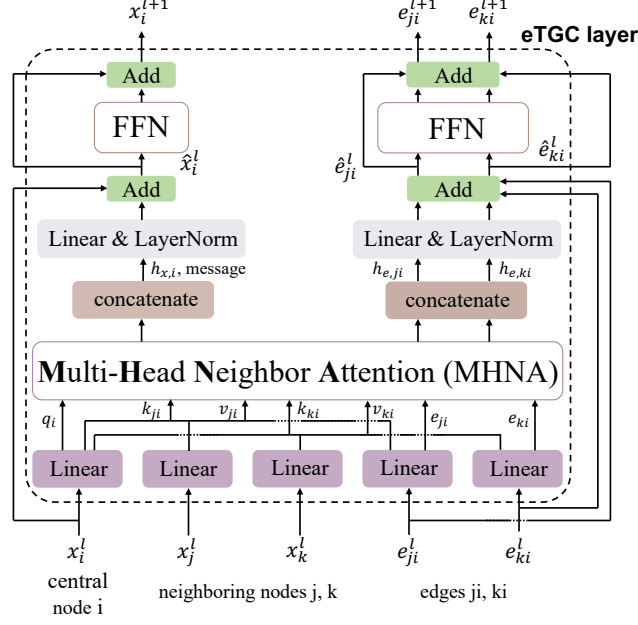 x_i^{l+1} e_{ji}^{l+1} e_{ki}^{l+1}
eTGC layer
Add Add
FFN FFN
x̂_i^l ê_{ji}^l ê_{ki}^l
Add Add
Linear & LayerNorm Linear & LayerNorm
h_{x,i}, message h_{e,ji} h_{e,ki}
concatenate concatenate
Multi-Head Neighbor Attention (MHNA)
q_i k_{ji} v_{ji} k_{ki} v_{ki} e_{ji} e_{ki}
Linear Linear Linear Linear Linear
x_i^l x_j^l x_k^l e_{ji}^l e_{ki}^l
central
node i
neighboring nodes j, k
edges ji, ki